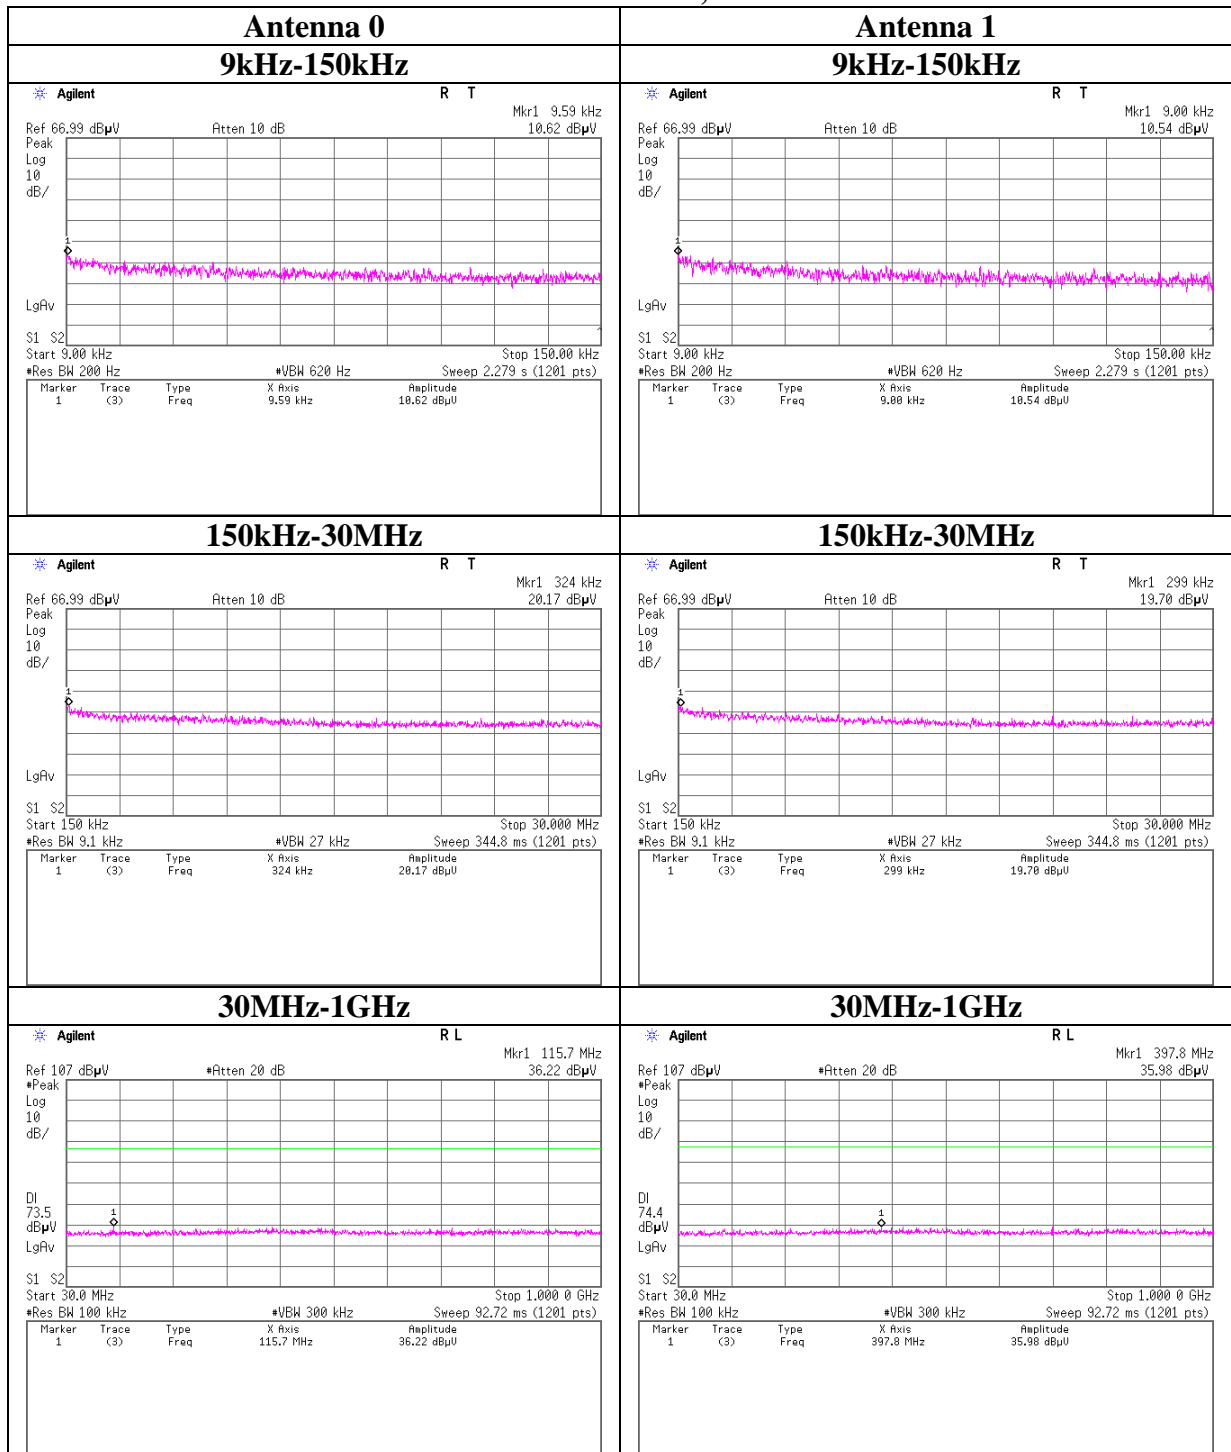 Antenna 0
Antenna 1
9kHz-150kHz
9kHz-150kHz
Agilent
R T
Mkr1 9.59 kHz
Ref 66.99 dBµV
Atten 10 dB
10.62 dBµV
Peak
Log
10
dB/
1
LgAv
S1 S2
Start 9.00 kHz
Stop 150.00 kHz
#Res BW 200 Hz
#VBW 620 Hz
Sweep 2.279 s (1201 pts)
Marker Trace Type X Axis Amplitude
1 (3) Freq 9.59 kHz 10.62 dBµV
Agilent
R T
Mkr1 9.00 kHz
Ref 66.99 dBµV
Atten 10 dB
10.54 dBµV
Peak
Log
10
dB/
1
LgAv
S1 S2
Start 9.00 kHz
Stop 150.00 kHz
#Res BW 200 Hz
#VBW 620 Hz
Sweep 2.279 s (1201 pts)
Marker Trace Type X Axis Amplitude
1 (3) Freq 9.00 kHz 10.54 dBµV
150kHz-30MHz
150kHz-30MHz
Agilent
R T
Mkr1 324 kHz
Ref 66.99 dBµV
Atten 10 dB
20.17 dBµV
Peak
Log
10
dB/
1
LgAv
S1 S2
Start 150 kHz
Stop 30.000 MHz
#Res BW 9.1 kHz
#VBW 27 kHz
Sweep 344.8 ms (1201 pts)
Marker Trace Type X Axis Amplitude
1 (3) Freq 324 kHz 20.17 dBµV
Agilent
R T
Mkr1 299 kHz
Ref 66.99 dBµV
Atten 10 dB
19.70 dBµV
Peak
Log
10
dB/
1
LgAv
S1 S2
Start 150 kHz
Stop 30.000 MHz
#Res BW 9.1 kHz
#VBW 27 kHz
Sweep 344.8 ms (1201 pts)
Marker Trace Type X Axis Amplitude
1 (3) Freq 299 kHz 19.70 dBµV
30MHz-1GHz
30MHz-1GHz
Agilent
R L
Mkr1 115.7 MHz
Ref 107 dBµV
#Atten 20 dB
36.22 dBµV
#Peak
Log
10
dB/
DI
73.5
dBµV
1
LgAv
S1 S2
Start 30.0 MHz
Stop 1.000 0 GHz
#Res BW 100 kHz
#VBW 300 kHz
Sweep 92.72 ms (1201 pts)
Marker Trace Type X Axis Amplitude
1 (3) Freq 115.7 MHz 36.22 dBµV
Agilent
R L
Mkr1 397.8 MHz
Ref 107 dBµV
#Atten 20 dB
35.98 dBµV
#Peak
Log
10
dB/
DI
74.4
dBµV
1
LgAv
S1 S2
Start 30.0 MHz
Stop 1.000 0 GHz
#Res BW 100 kHz
#VBW 300 kHz
Sweep 92.72 ms (1201 pts)
Marker Trace Type X Axis Amplitude
1 (3) Freq 397.8 MHz 35.98 dBµV